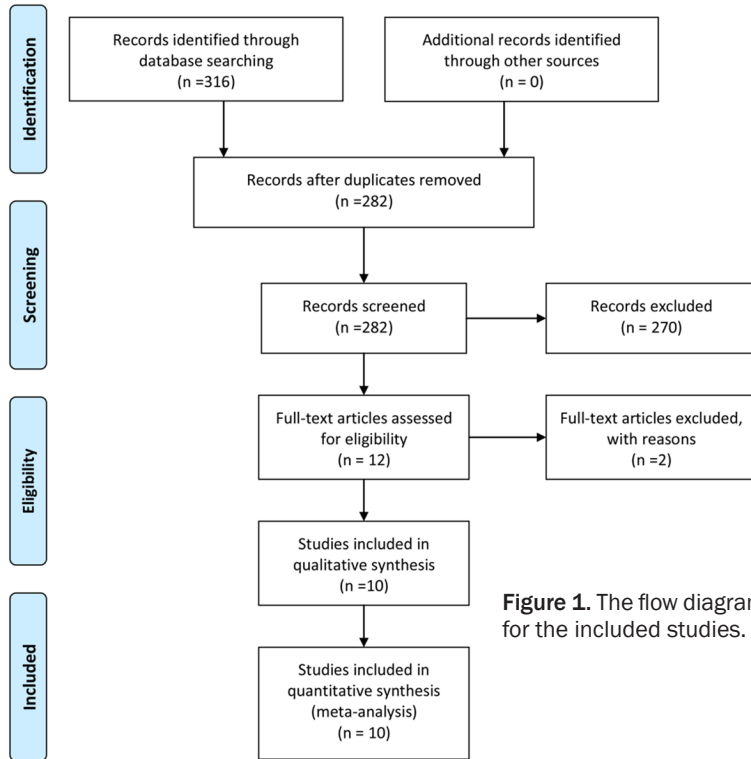 Identification
Records identified through
database searching
(n =316)
Additional records identified
through other sources
(n = 0)
Records after duplicates removed
(n =282)
Screening
Records screened
(n =282)
Records excluded
(n = 270)
Eligibility
Full-text articles assessed
for eligibility
(n = 12)
Full-text articles excluded,
with reasons
(n =2)
Studies included in
qualitative synthesis
(n =10)
Included
Studies included in
quantitative synthesis
(meta-analysis)
(n = 10)
Figure 1. The flow diagram
for the included studies.